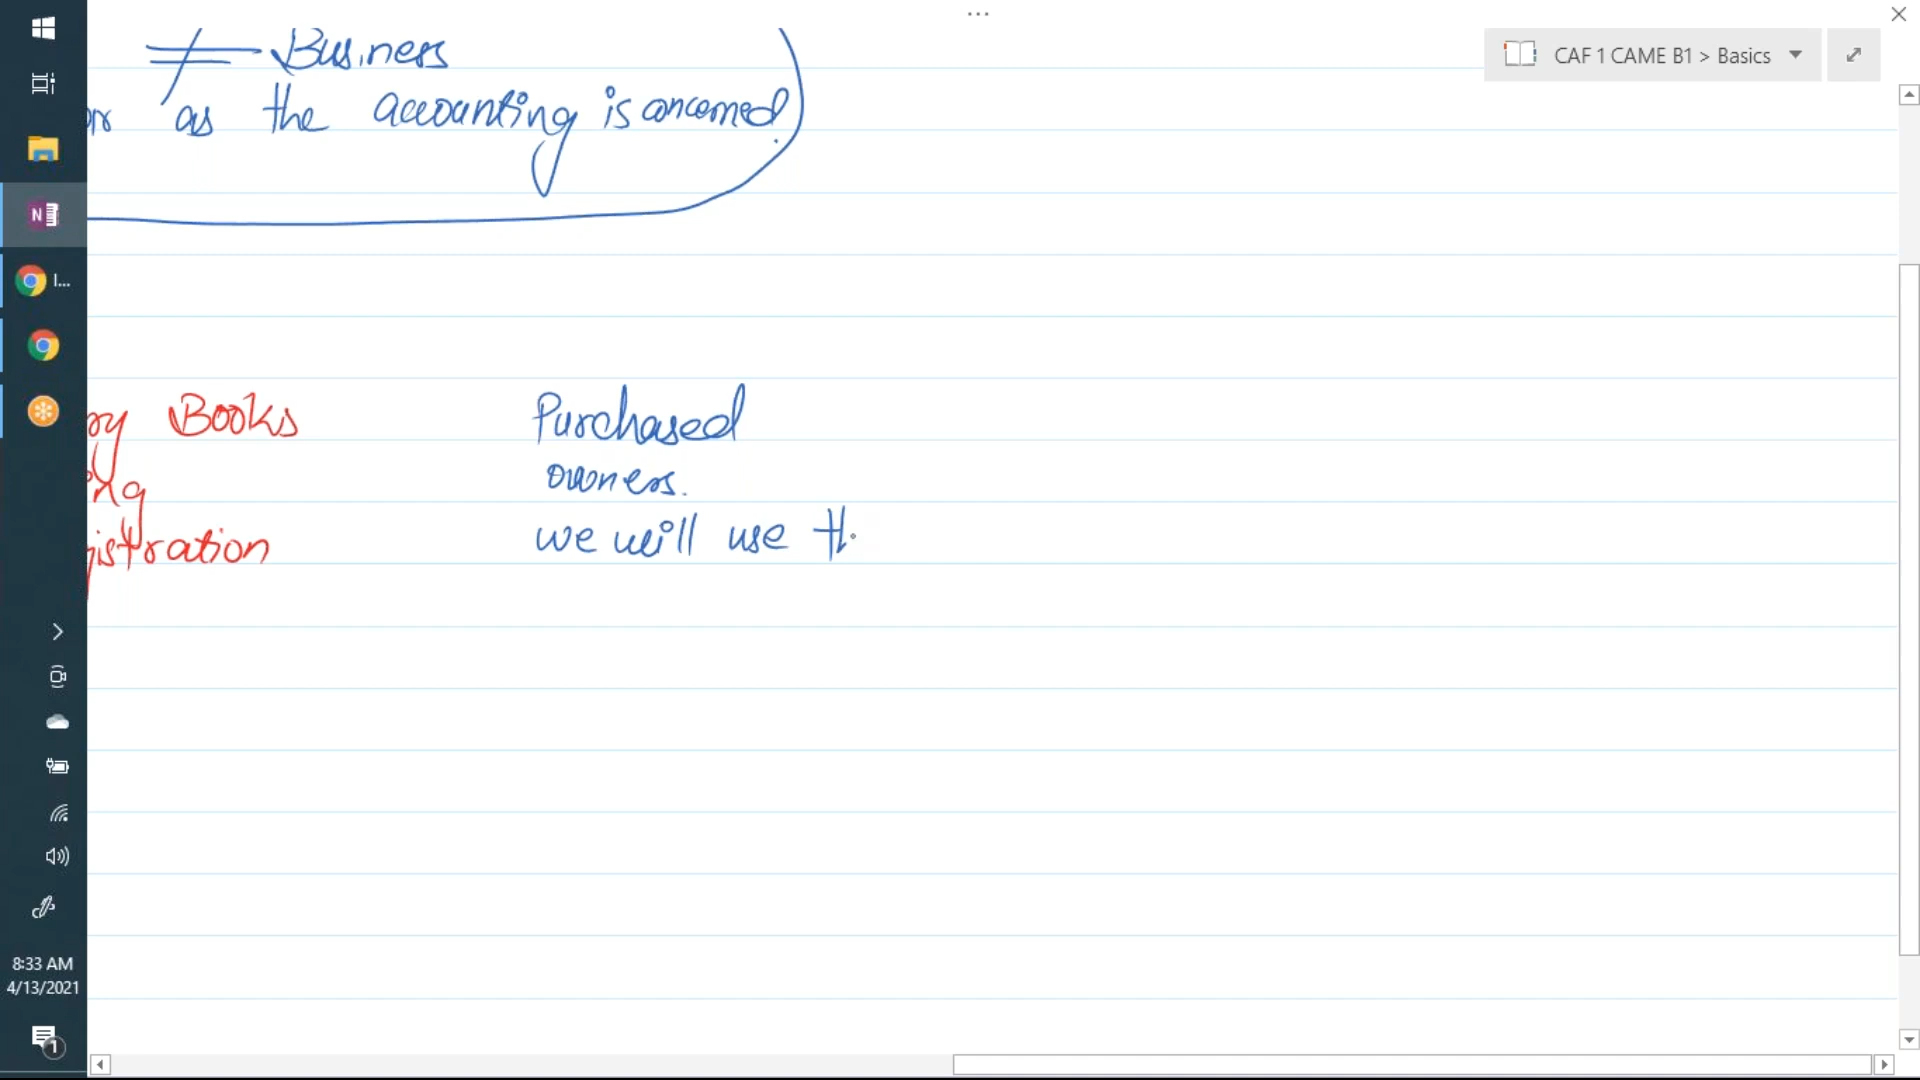 CAF 1 CAME B1 > Basics
≠ Business
as the accounting is concerned.
Books
Purchased
owners.
istration
we will use th
I...
N
8:33 AM
4/13/2021
1